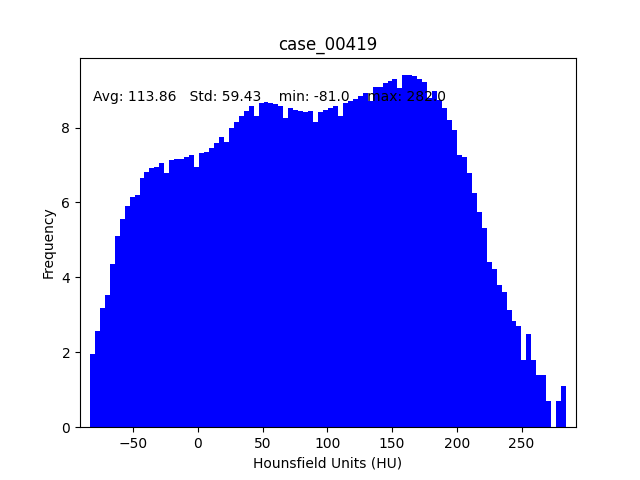 case_00419
Avg: 113.86 Std: 59.43 min: -81.0 max: 282.0
8
6
4
2
0
Frequency
−50 0 50 100 150 200 250
Hounsfield Units (HU)